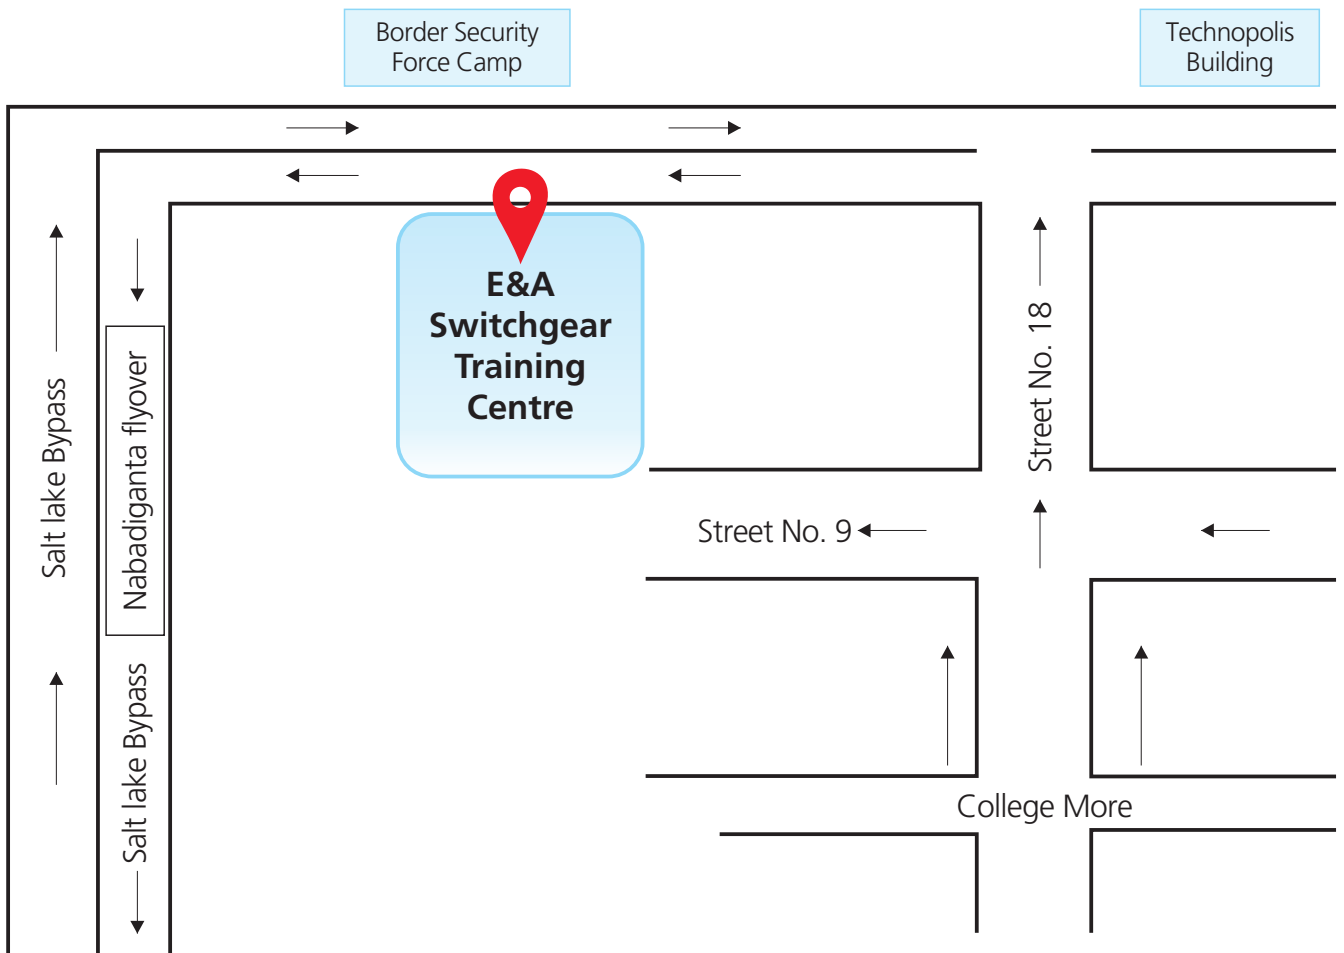 Border Security
Force Camp
Technopolis
Building
E&A
Switchgear
Training
Centre
Salt lake Bypass
Nabadiganta flyover
Salt lake Bypass
Street No. 18
Street No. 9
College More